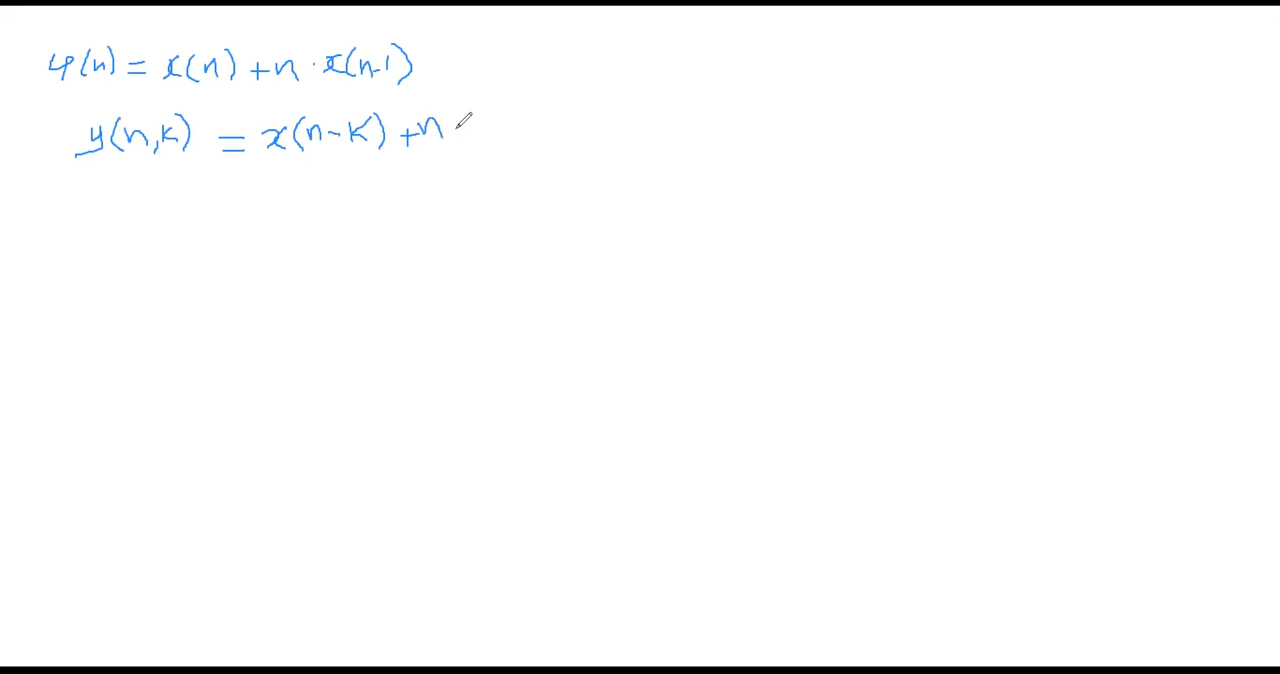 y(n) = x(n) + n · x(n-1)
y(n,k) = x(n-k) + n